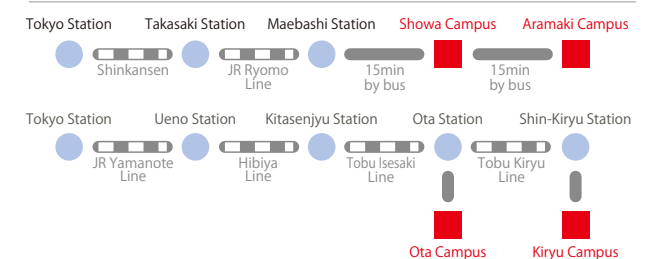 Tokyo Station Takasaki Station Maebashi Station Showa Campus Aramaki Campus
Shinkansen JR Ryomo 15min 15min
Line by bus by bus
Tokyo Station Ueno Station Kitasenjyu Station Ota Station Shin-Kiryu Station
JR Yamanote Hibiya Tobu Isesaki Tobu Kiryu
Line Line Line Line
Ota Campus Kiryu Campus